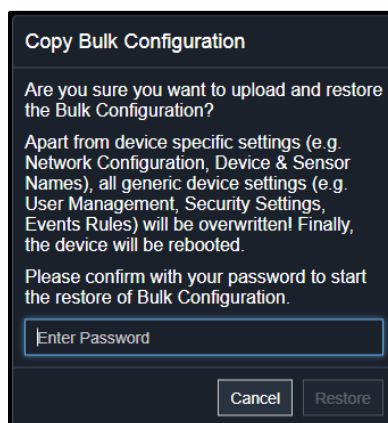 Copy Bulk Configuration
Are you sure you want to upload and restore
the Bulk Configuration?
Apart from device specific settings (e.g.
Network Configuration, Device & Sensor
Names), all generic device settings (e.g.
User Management, Security Settings,
Events Rules) will be overwritten! Finally,
the device will be rebooted.
Please confirm with your password to start
the restore of Bulk Configuration.
Enter Password
Cancel Restore